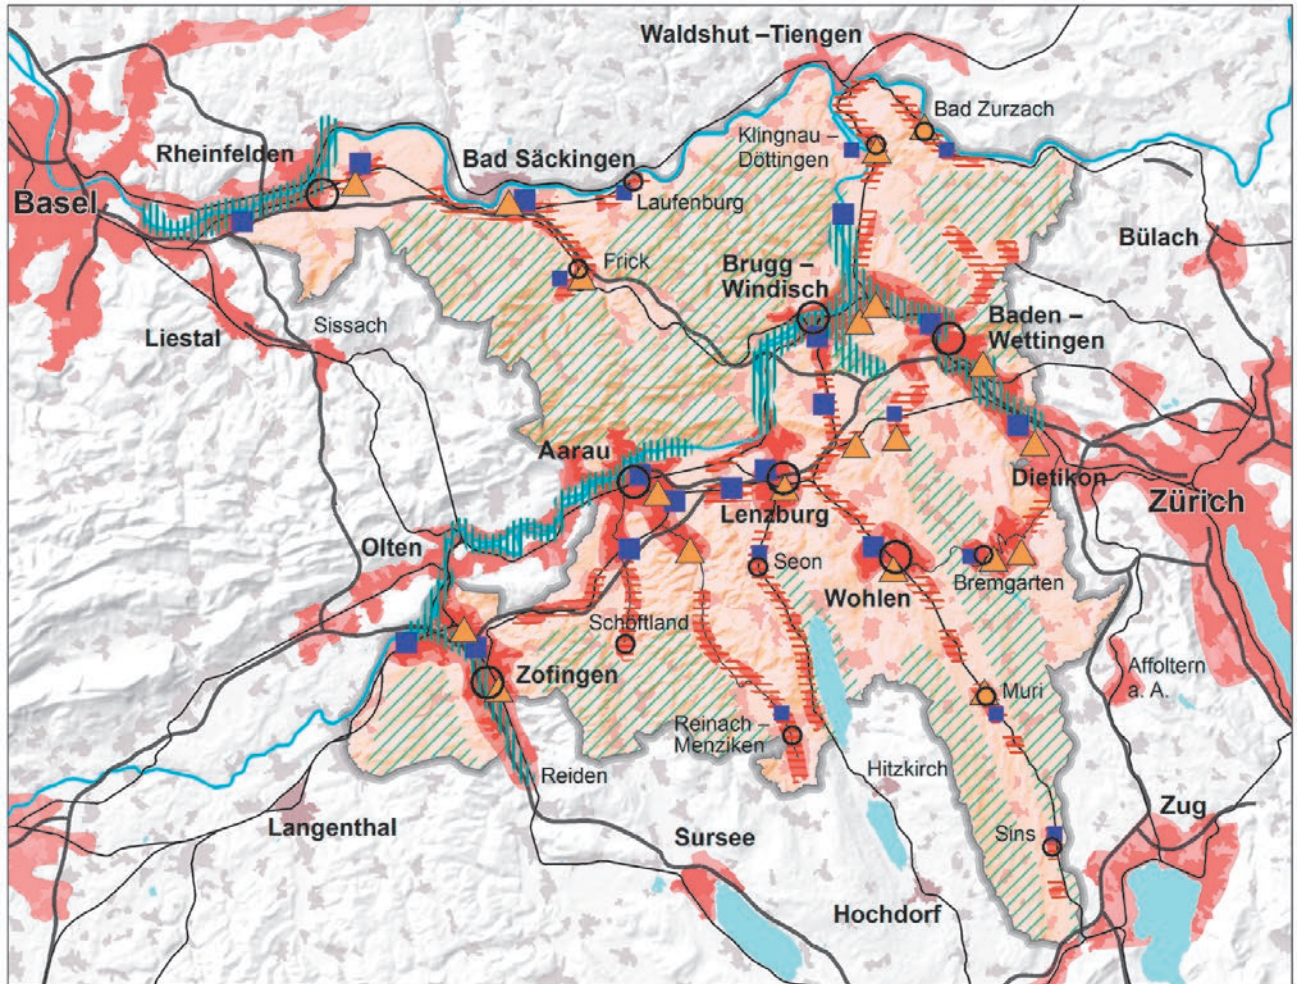 Waldshut –Tiengen
Bad Zurzach
Klingnau –
Döttingen
Rheinfelden
Bad Säckingen
Basel
Laufenburg
Bülach
Frick
Brugg –
Windisch
Liestal
Sissach
Baden –
Wettingen
Aarau
Dietikon
Zürich
Lenzburg
Olten
Seon
Bremgarten
Wohlen
Schöftland
Zofingen
Affoltern
a. A.
Muri
Reinach –
Menziken
Reiden
Hitzkirch
Langenthal
Sursee
Sins
Zug
Hochdorf